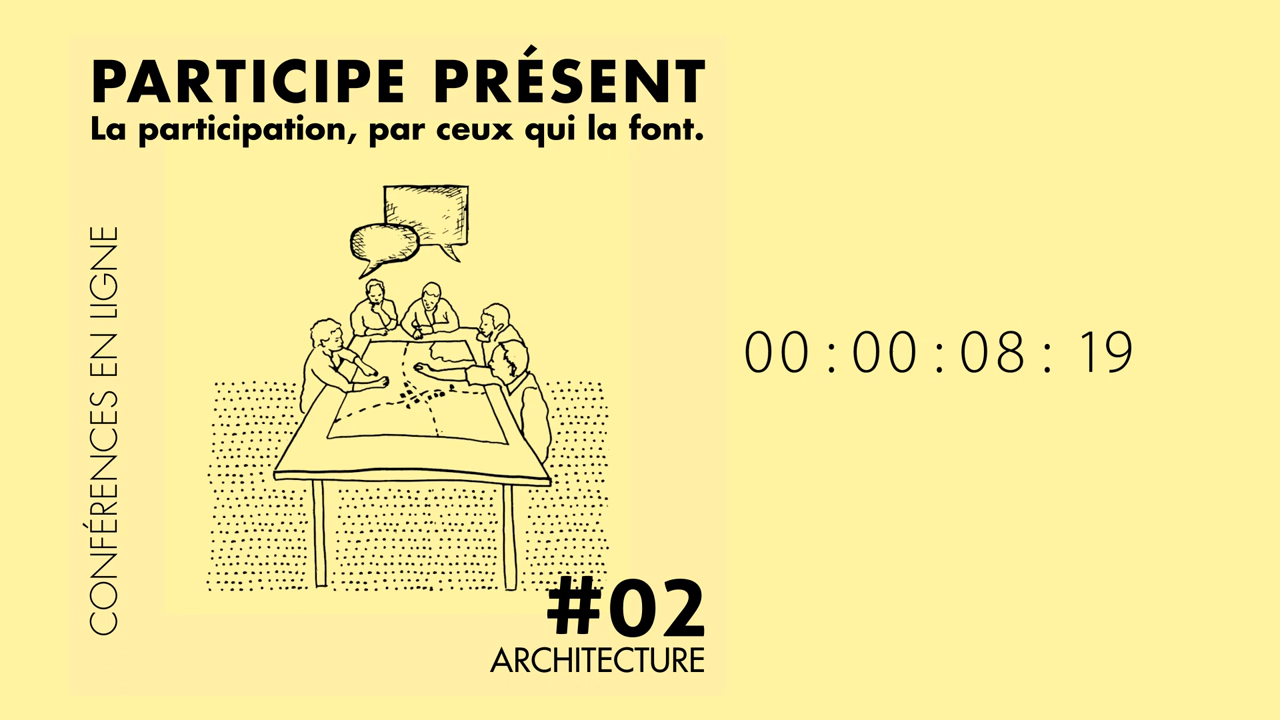 PARTICIPE PRÉSENT
La participation, par ceux qui la font.
CONFÉRENCES EN LIGNE
00 : 00 : 08 : 19
#02
ARCHITECTURE